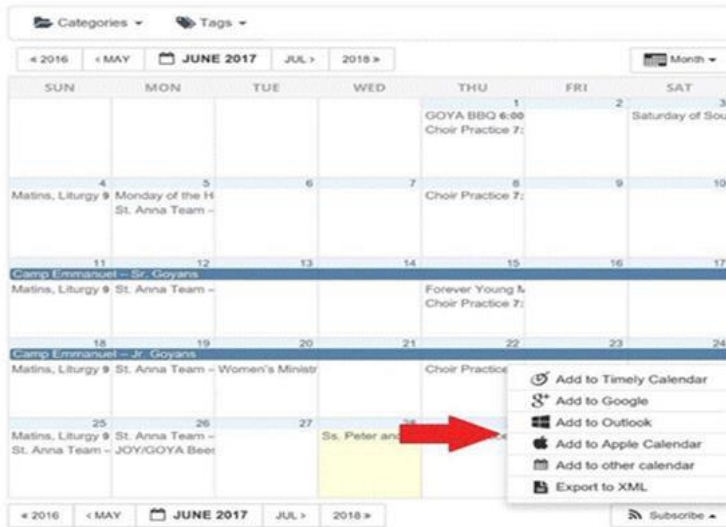 Categories Tags
« 2016 ‹ MAY JUNE 2017 JUL › 2018 » Month
SUN MON TUE WED THU FRI SAT
1 2 3
GOYA BBQ 6:00 Saturday of Sou
Choir Practice 7:
4 5 6 7 8 9 10
Matins, Liturgy 9 Monday of the H Choir Practice 7:
St. Anna Team –
11 12 13 14 15 16 17
Camp Emmanuel – Sr. Goyans
Matins, Liturgy 9 St. Anna Team – Forever Young M
Choir Practice 7:
18 19 20 21 22 23 24
Camp Emmanuel – Jr. Goyans
Matins, Liturgy 9 St. Anna Team – Women's Ministr Choir Practice
Add to Timely Calendar
Add to Google
25 26 27 28
Matins, Liturgy 9 St. Anna Team – Ss. Peter and
St. Anna Team – JOY/GOYA Bees
Add to Outlook
Add to Apple Calendar
Add to other calendar
Export to XML
« 2016 ‹ MAY JUNE 2017 JUL › 2018 » Subscribe